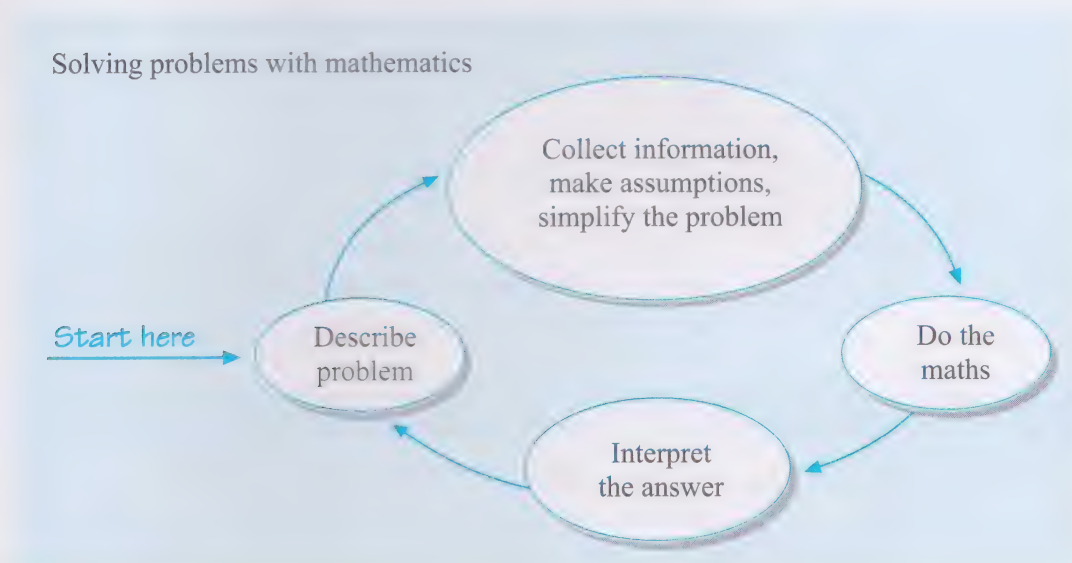 Solving problems with mathematics
Collect information,
make assumptions,
simplify the problem
Start here
Describe
problem
Do the
maths
Interpret
the answer